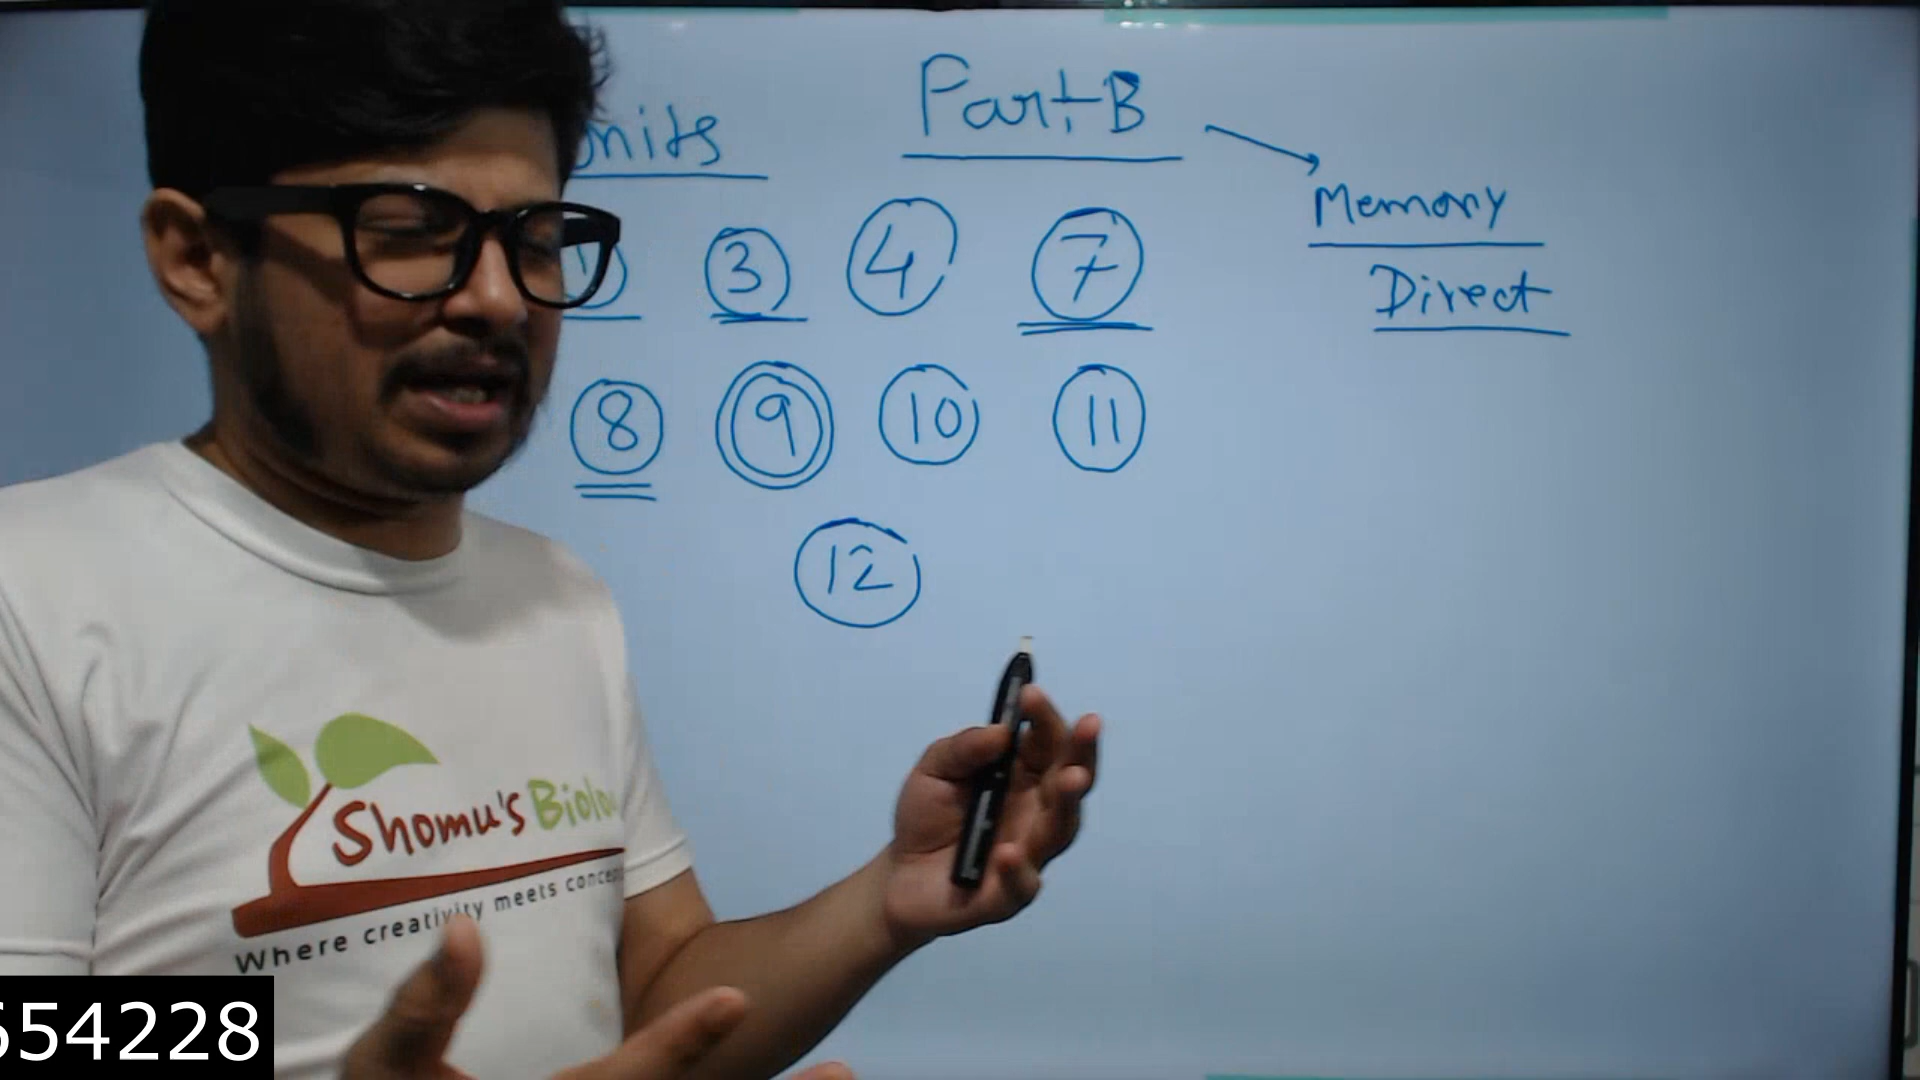 Units Part-B
Memory
Direct
1 3 4 7
8 9 10 11
12
Shomu's Biolo
Where creativity meets concep
654228